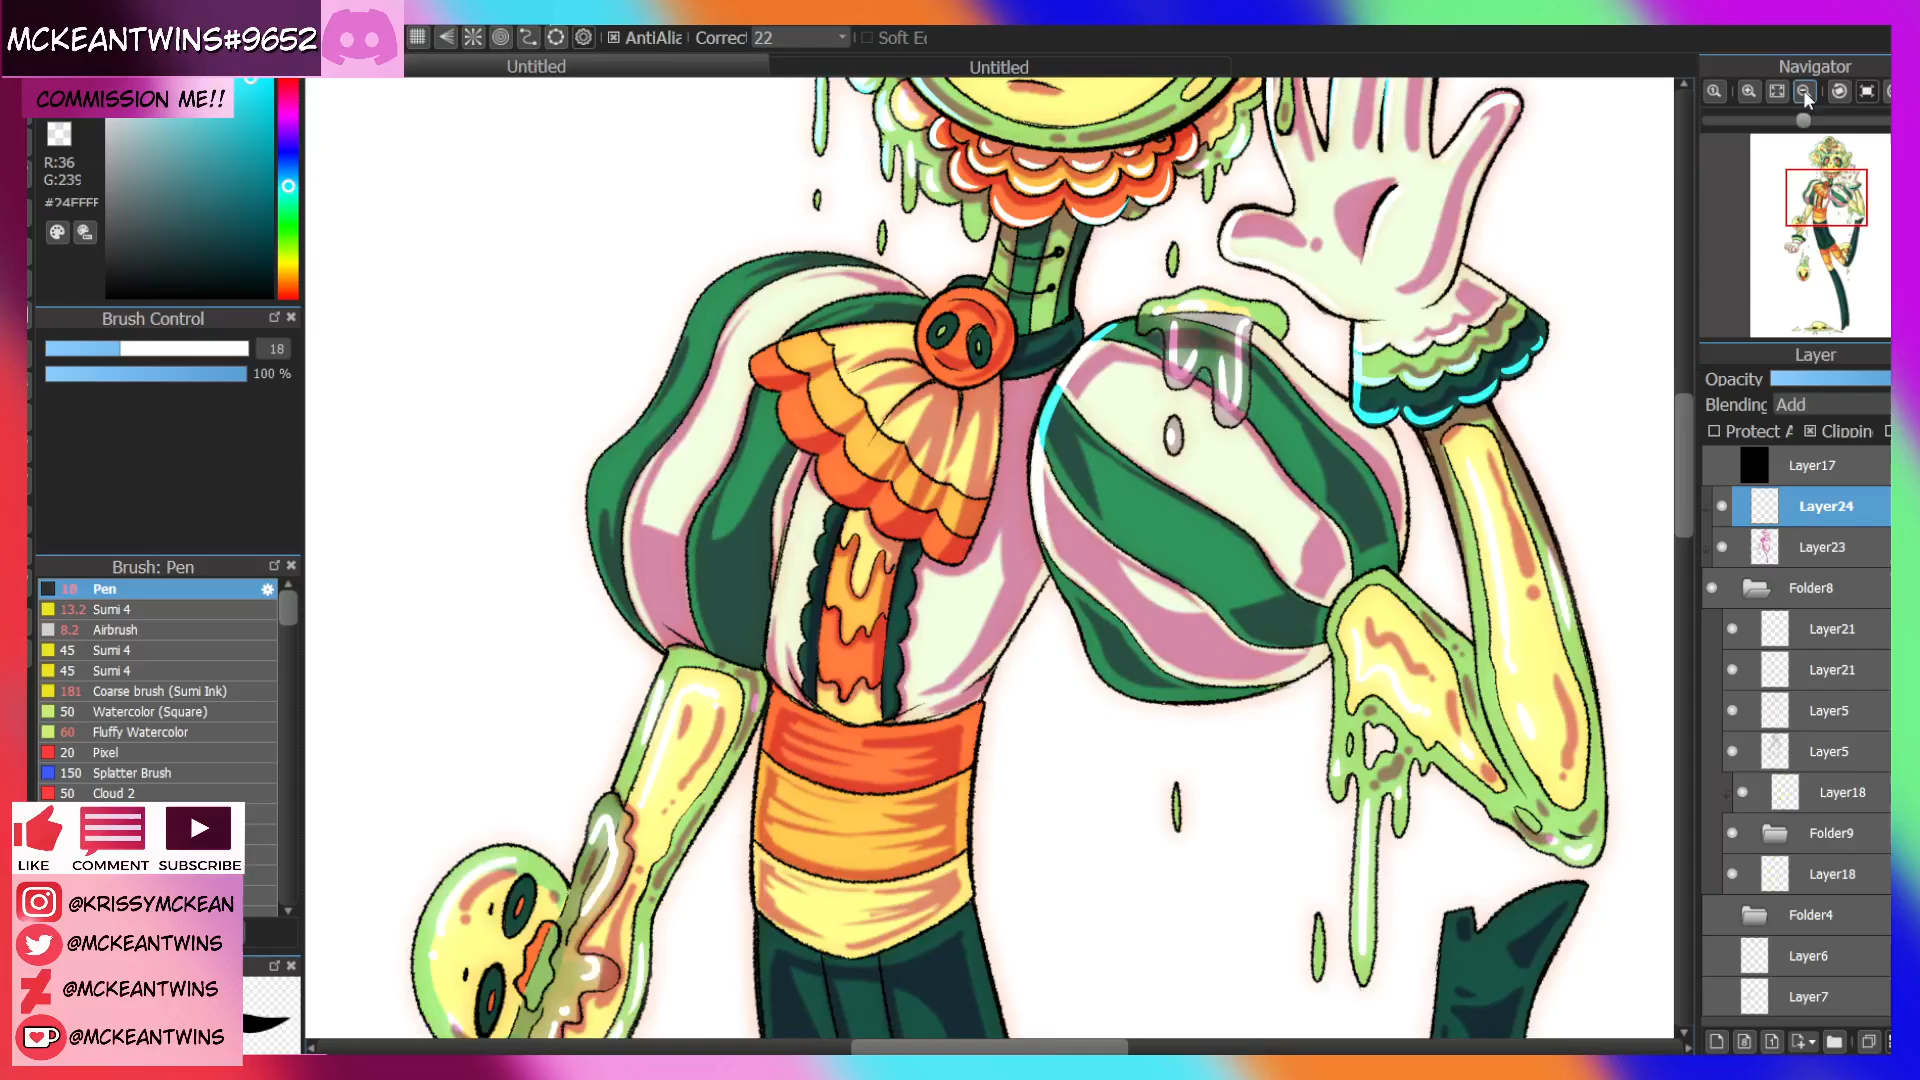 MCKEANTWINS#9652
COMMISSION ME!!
AntiAlia
Correct 22
Soft Ed
Untitled
Untitled
R:36
G:239
Brush Control
18
100 %
Brush: Pen
18 Pen
13.2 Sumi 4
8.2 Airbrush
45 Sumi 4
45 Sumi 4
181 Coarse brush (Sumi Ink)
50 Watercolor (Square)
60 Fluffy Watercolor
20 Pixel
150 Splatter Brush
50 Cloud 2
LIKE COMMENT SUBSCRIBE
@KRISSYMCKEAN
@MCKEANTWINS
@MCKEANTWINS
@MCKEANTWINS
Navigator
Layer
Opacity
Blending Add
Protect A Clippin
Layer17
Layer24
Layer23
Folder8
Layer21
Layer21
Layer5
Layer5
Layer18
Folder9
Layer18
Folder4
Layer6
Layer7